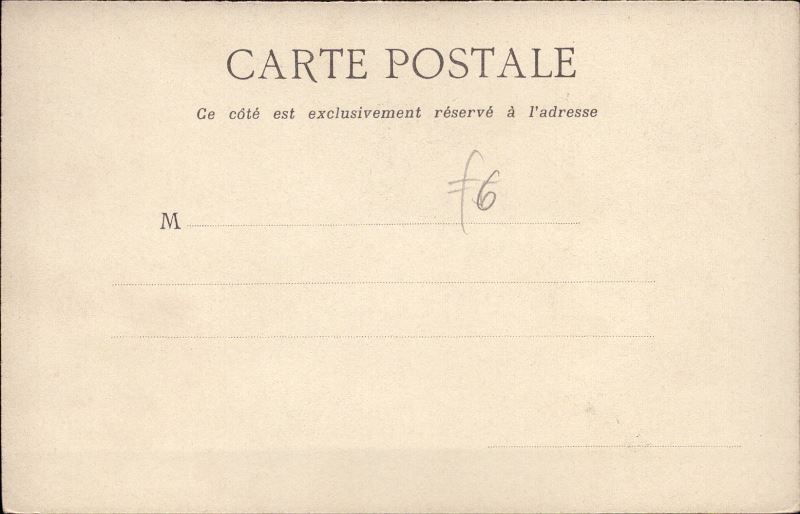 CARTE POSTALE
Ce côté est exclusivement réservé à l'adresse
F6
M